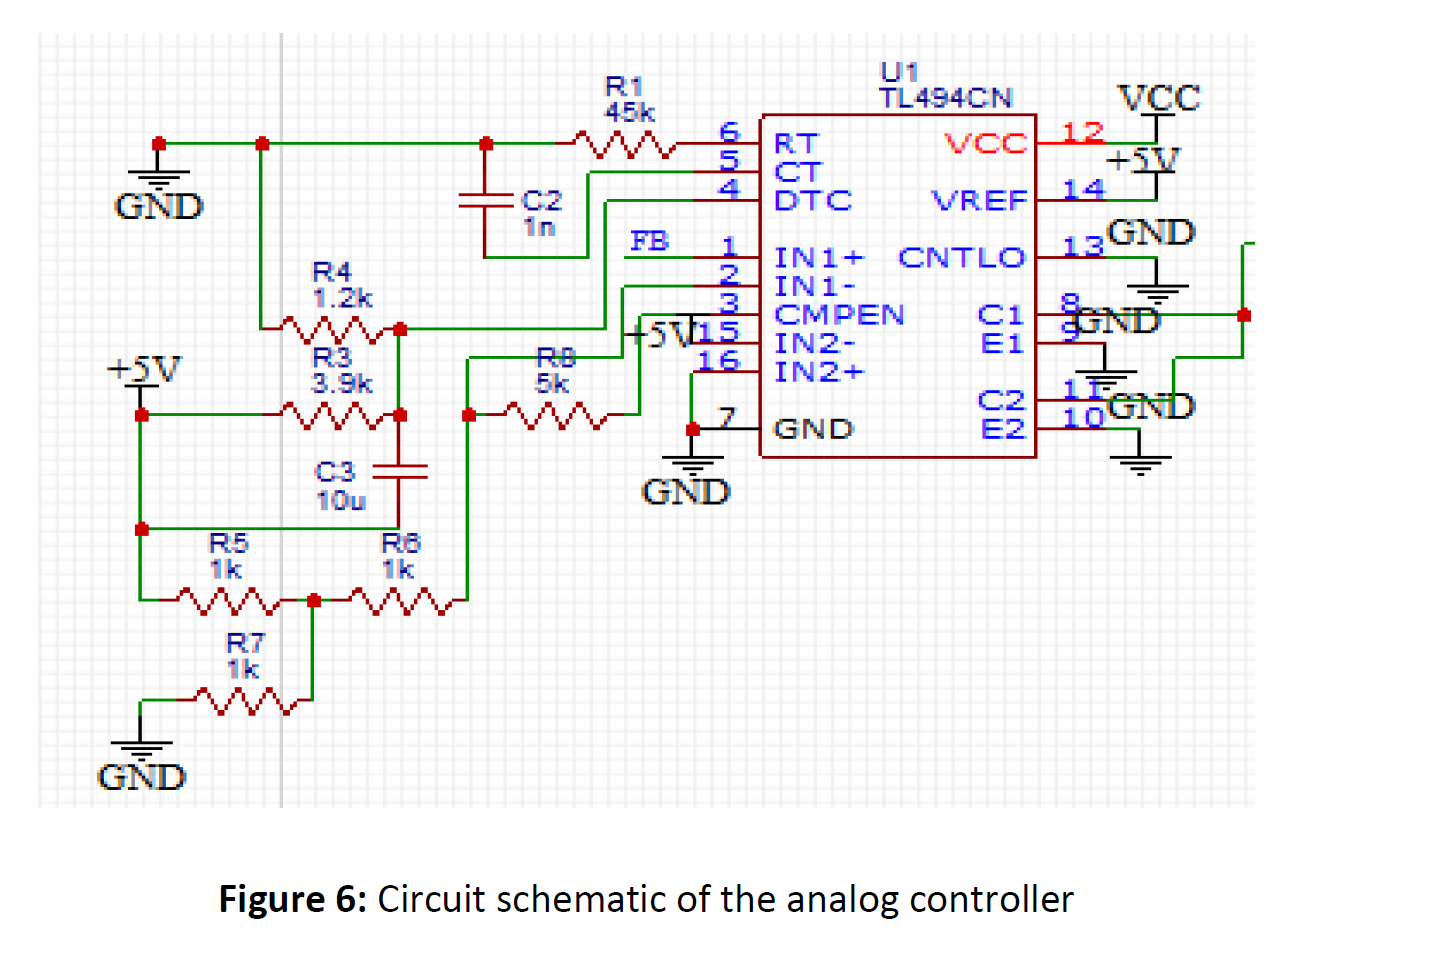 U1
TL494CN
R1
45k
VCC
6
RT
VCC
12
5
CT
+5V
4
DTC
VREF
14
GND
C2
1n
GND
FB
1
IN1+
CNTLO
13
2
IN1-
R4
1.2k
3
CMPEN
C1
8
GND
+5V
15
IN2-
E1
9
R3
3.9k
R8
5k
16
IN2+
+5V
C2
11
GND
7
GND
E2
10
C3
10u
GND
R5
1k
R6
1k
R7
1k
GND
Figure 6: Circuit schematic of the analog controller